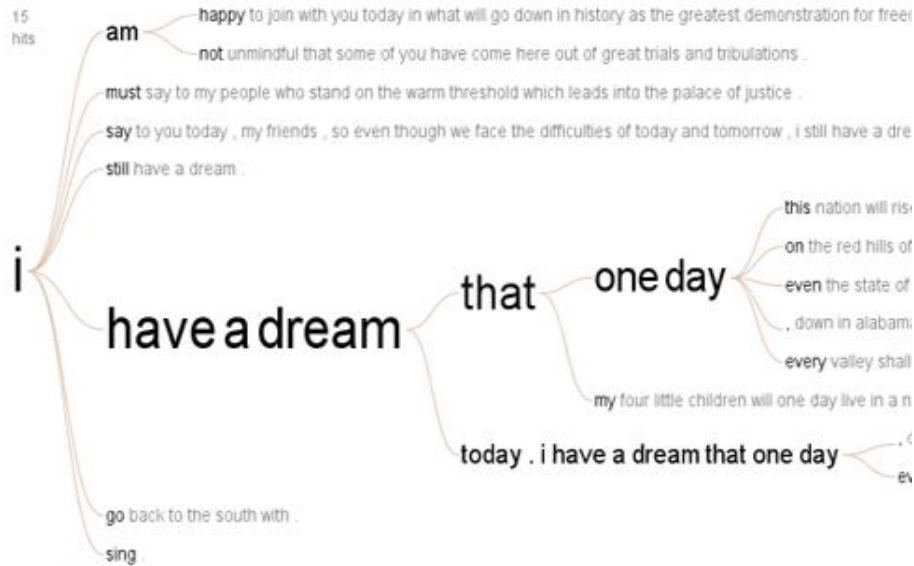 15
hits
i
am
happy to join with you today in what will go down in history as the greatest demonstration for
not unmindful that some of you have come here out of great trials and tribulations .
must say to my people who stand on the warm threshold which leads into the palace of justice .
say to you today , my friends , so even though we face the difficulties of today and tomorrow , i still have a
still have a dream .
have a dream
that
one day
this nation will
on the red hills of
even the state of
, down in
every valley shall
my four little children will one day live in a
today . i have a dream that one day
,
go back to the south with .
sing .